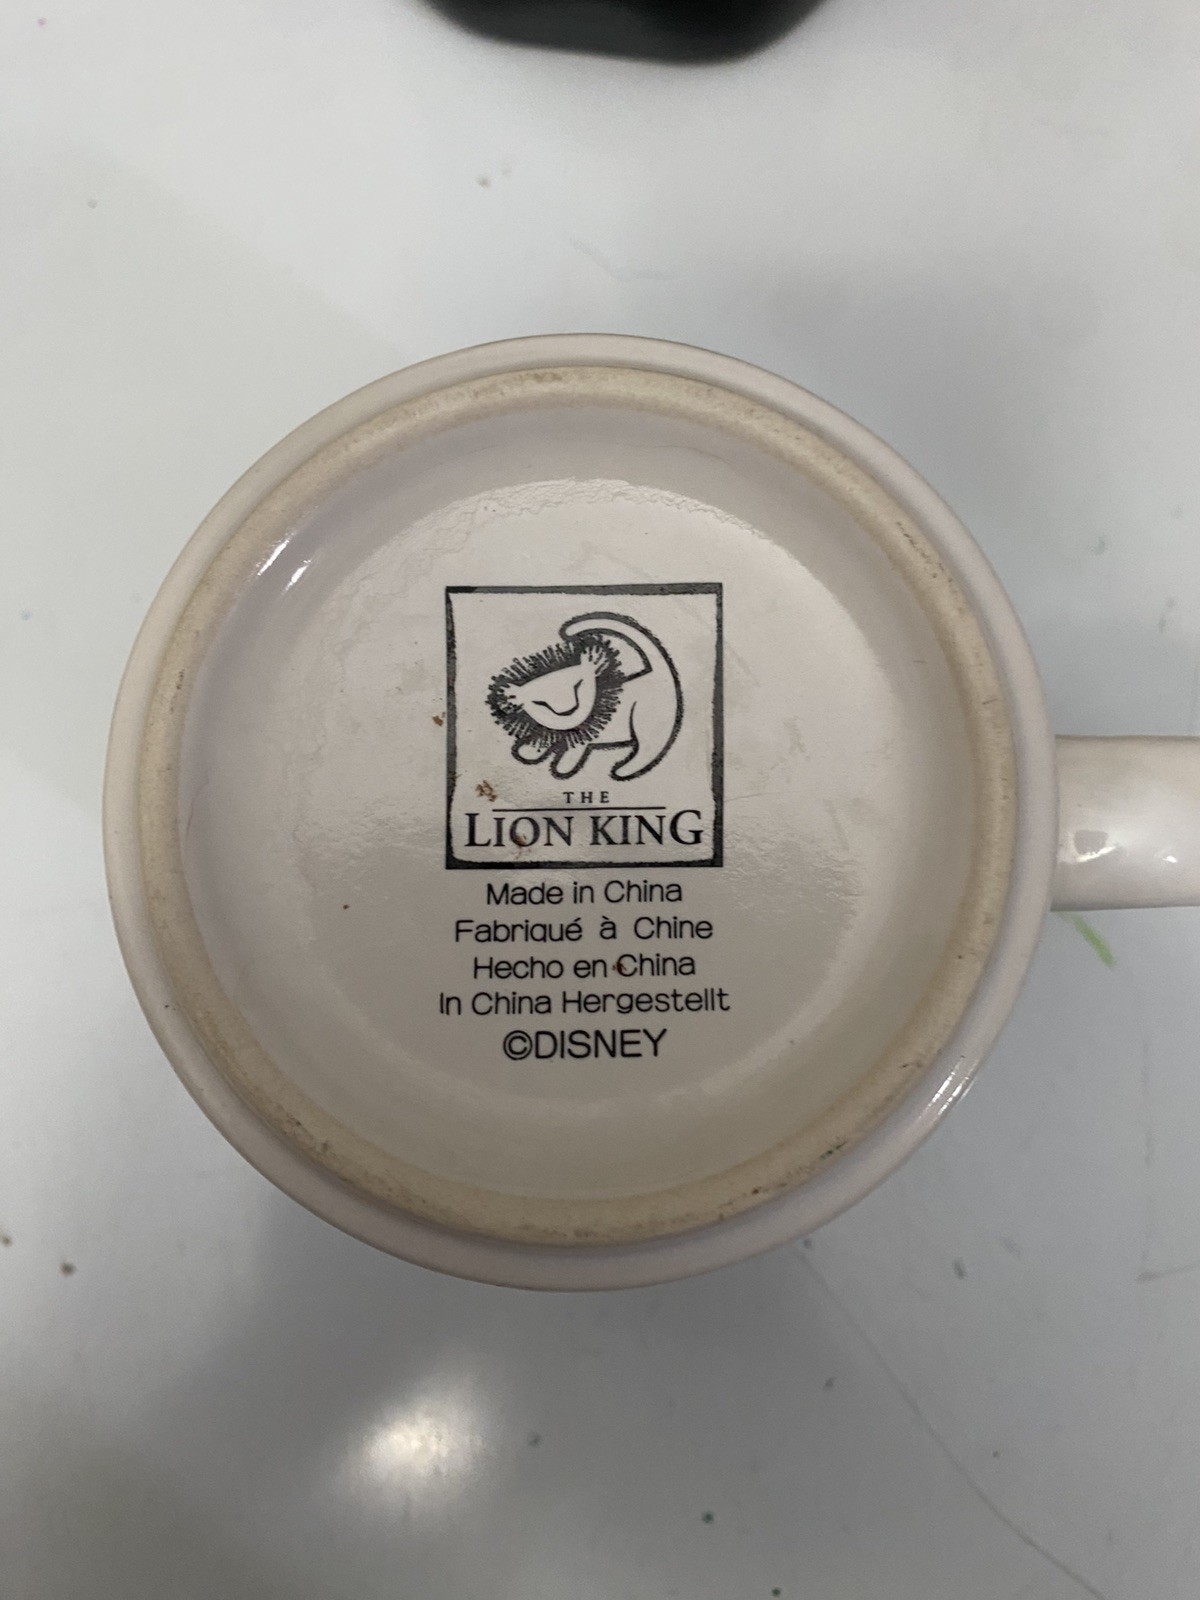 THE
LION KING
Made in China
Fabriqué à Chine
Hecho en China
In China Hergestellt
©DISNEY